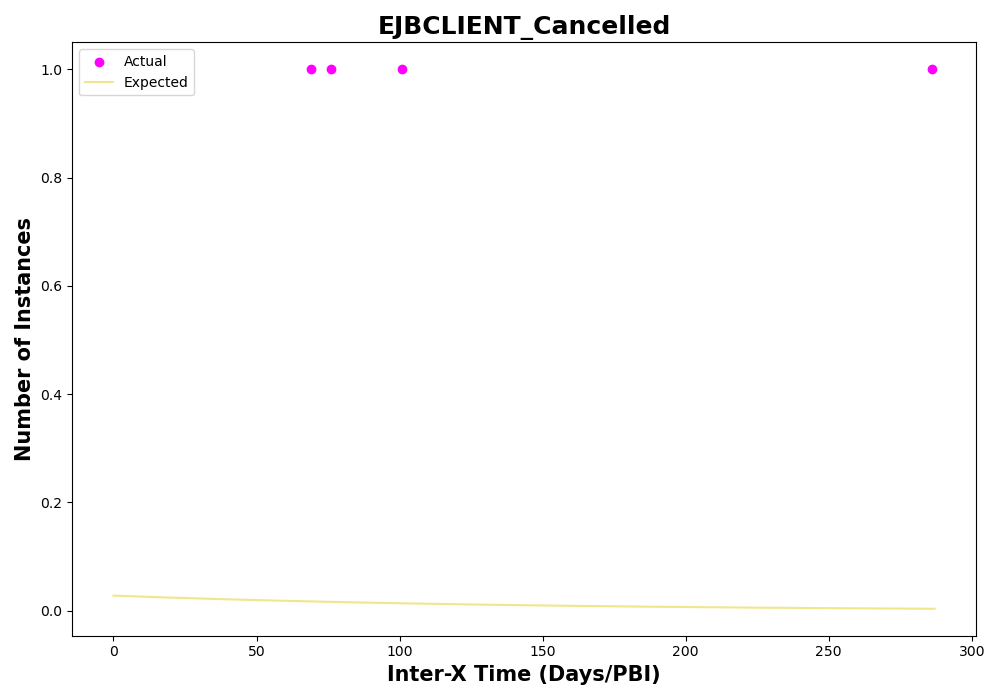 EJBCLIENT_Cancelled
Actual
Expected
Number of Instances
1.0
0.8
0.6
0.4
0.2
0.0
0 50 100 150 200 250 300
Inter-X Time (Days/PBI)